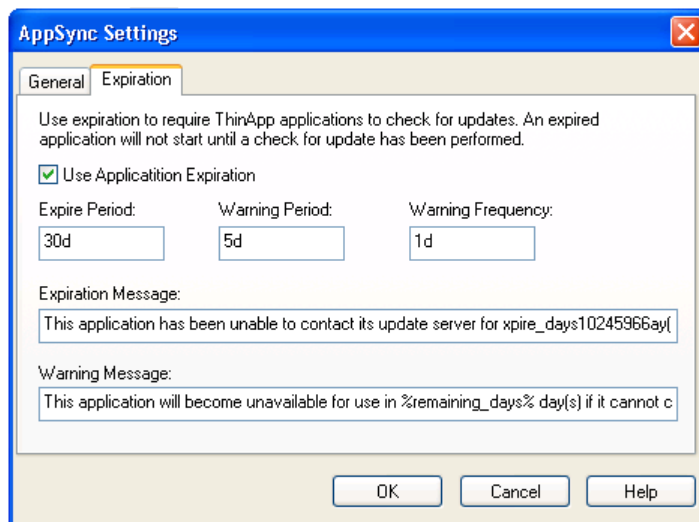 AppSync Settings
General Expiration
Use expiration to require ThinApp applications to check for updates. An expired
application will not start until a check for update has been performed.
Use Applicatition Expiration
Expire Period: Warning Period: Warning Frequency:
30d 5d 1d
Expiration Message:
This application has been unable to contact its update server for xpire_days10245966ay(
Warning Message:
This application will become unavailable for use in %remaining_days% day(s) if it cannot c
OK Cancel Help